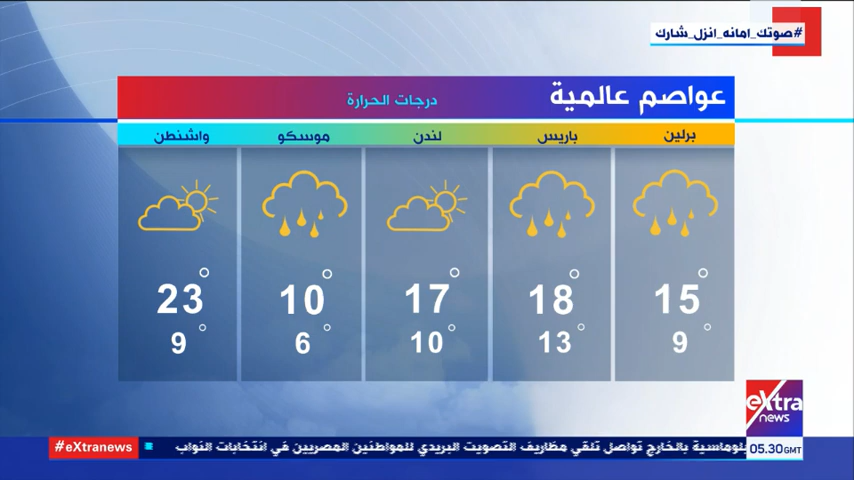 #صوتك_امانه_انزل_شارك
عواصم عالمية
درجات الحرارة
برلين
باريس
لندن
موسكو
واشنطن
15°
18°
17°
10°
23°
9°
13°
10°
6°
9°
eXtra
news
05.30GMT
بلوماسية بالخارج تواصل تلقي مظاريف التصويت البريدي للمواطنين المصريين في انتخابات النواب
#eXtranews